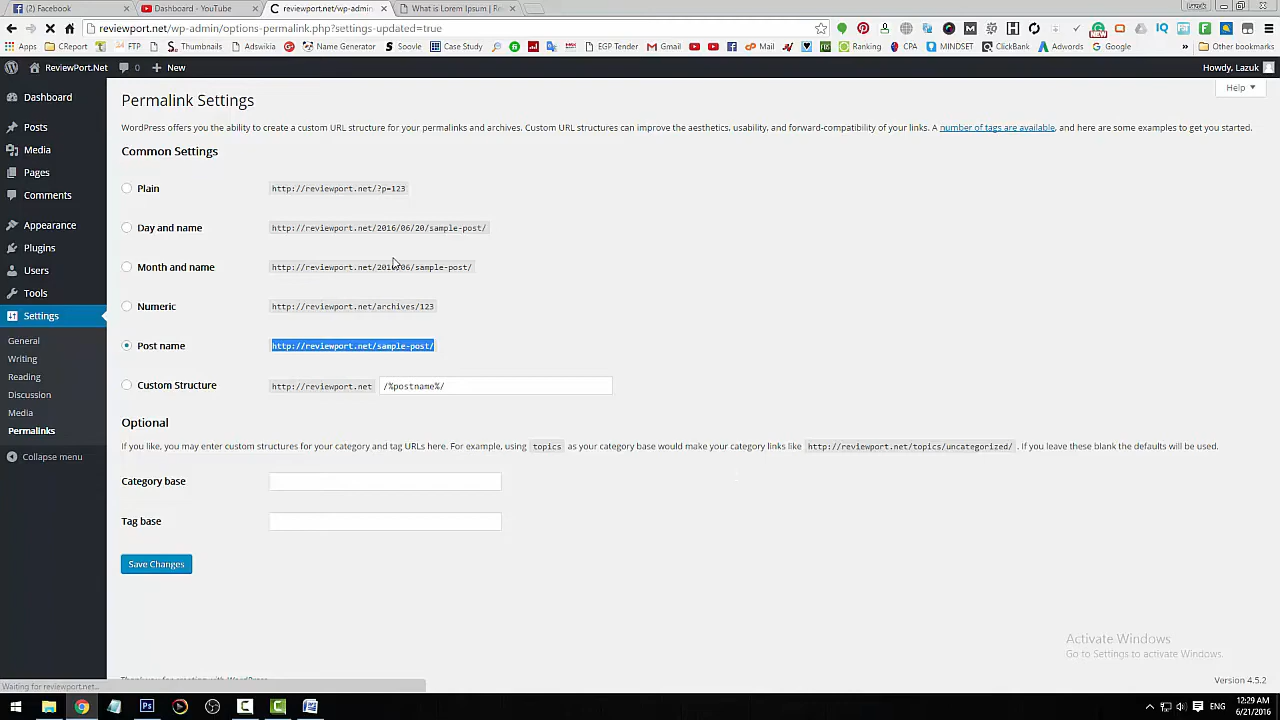 (2) Facebook
Dashboard - YouTube
reviewport.net/wp-admin
What is Lorem Ipsum | Re
reviewport.net/wp-admin/options-permalink.php?settings-updated=true
Apps
CReport
FTP
Thumbnails
Adswikia
Name Generator
Soovle
Case Study
EGP Tender
Gmail
Mail
Ranking
CPA
MINDSET
ClickBank
Adwords
Google
Other bookmarks
ReviewPort.Net
0
New
Howdy, Lazuk
Help
Dashboard
Posts
Media
Pages
Comments
Appearance
Plugins
Users
Tools
Settings
General
Writing
Reading
Discussion
Media
Permalinks
Collapse menu
Permalink Settings
WordPress offers you the ability to create a custom URL structure for your permalinks and archives. Custom URL structures can improve the aesthetics, usability, and forward-compatibility of your links. A number of tags are available, and here are some examples to get you started.
Common Settings
Plain http://reviewport.net/?p=123
Day and name http://reviewport.net/2016/06/20/sample-post/
Month and name http://reviewport.net/2016/06/sample-post/
Numeric http://reviewport.net/archives/123
Post name http://reviewport.net/sample-post/
Custom Structure http://reviewport.net /%postname%/
Optional
If you like, you may enter custom structures for your category and tag URLs here. For example, using topics as your category base would make your category links like http://reviewport.net/topics/uncategorized/ . If you leave these blank the defaults will be used.
Category base
Tag base
Save Changes
Activate Windows
Go to Settings to activate Windows.
Thank you for creating with WordPress.
Version 4.5.2
Waiting for reviewport.net...
ENG
12:29 AM
6/21/2016